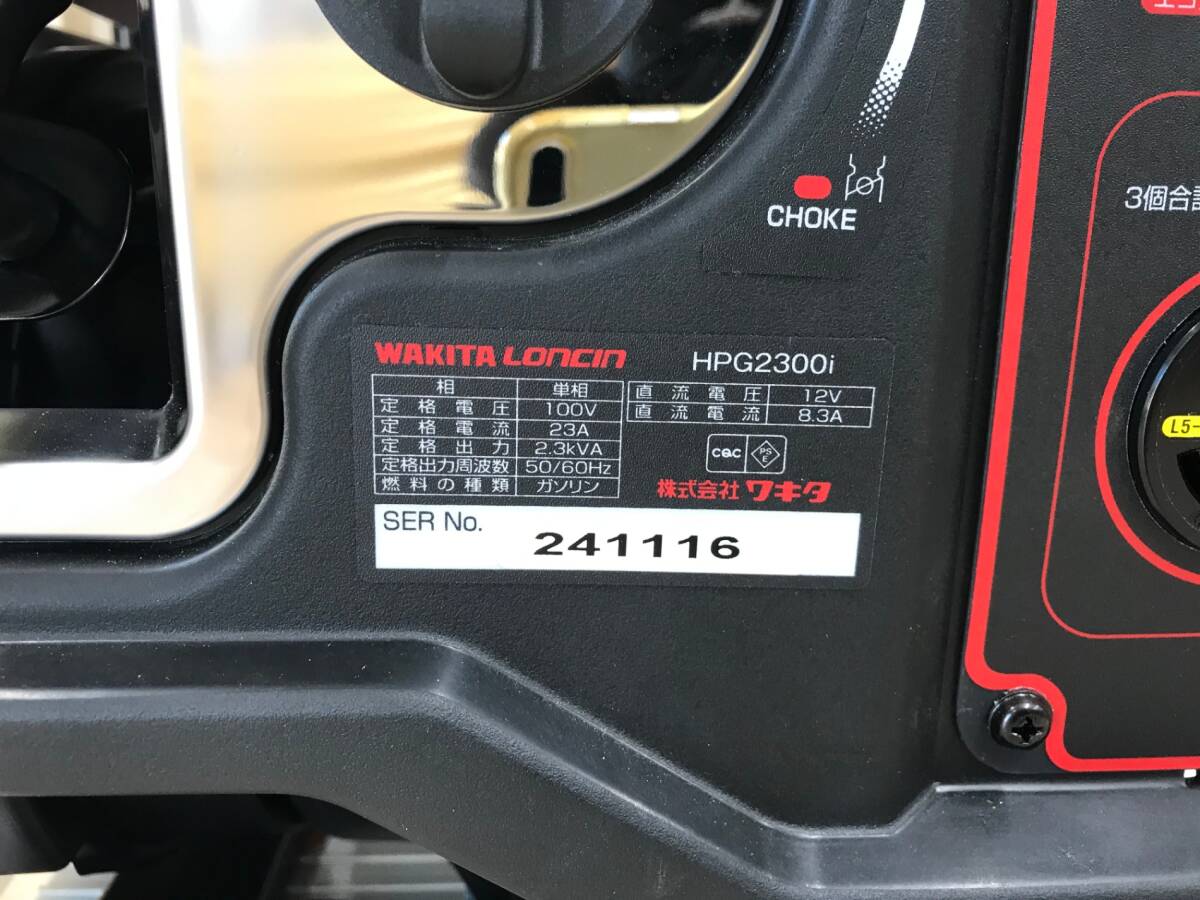 CHOKE
3個合
L5-
WAKITA LONCIN HPG2300i
相 単相
定格電圧 100V
定格電流 23A
定格出力 2.3kVA
定格出力周波数 50/60Hz
燃料の種類 ガソリン
直流電圧 12V
直流電流 8.3A
CQC PSE
株式会社ワキタ
SER No. 241116